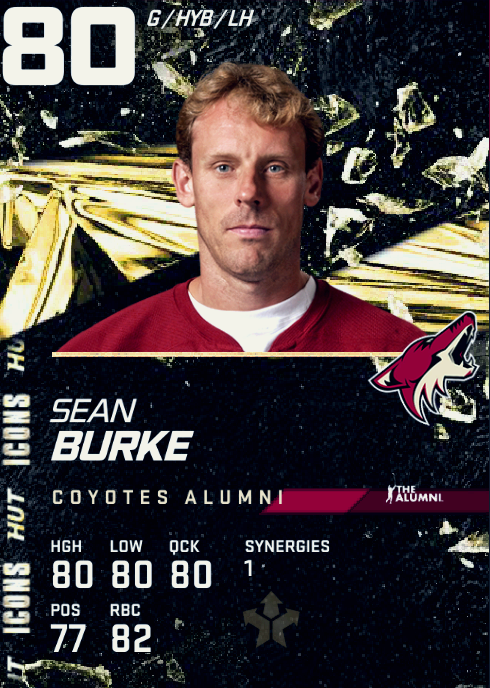 80
G/HYB/LH
SEAN
BURKE
COYOTES ALUMNI
THE
ALUMNI
HGH LOW QCK SYNERGIES
80 80 80 1
POS RBC
77 82
HUT ICONS HUT ICONS